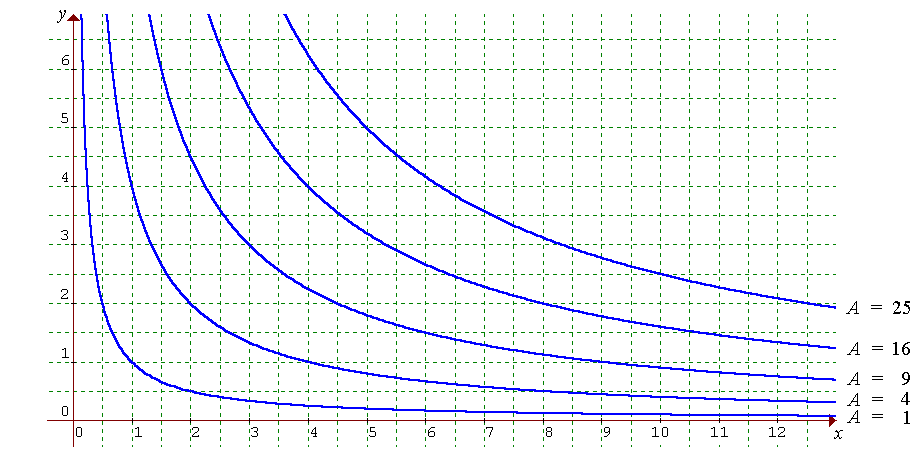 y
6
5
4
3
2
A = 25
A = 16
1
A = 9
A = 4
0
A = 1
0 1 2 3 4 5 6 7 8 9 10 11 12 x